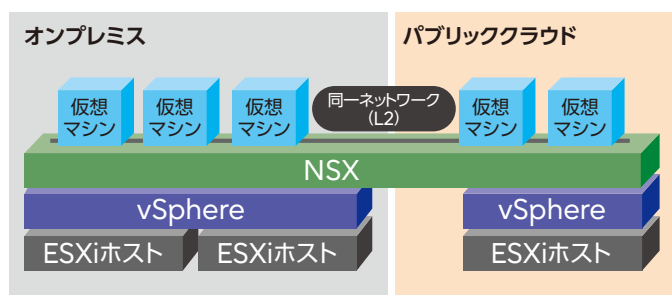 オンプレミス
パブリッククラウド
仮想
マシン
仮想
マシン
仮想
マシン
同一ネットワーク
(L2)
仮想
マシン
仮想
マシン
NSX
vSphere
vSphere
ESXiホスト
ESXiホスト
ESXiホスト